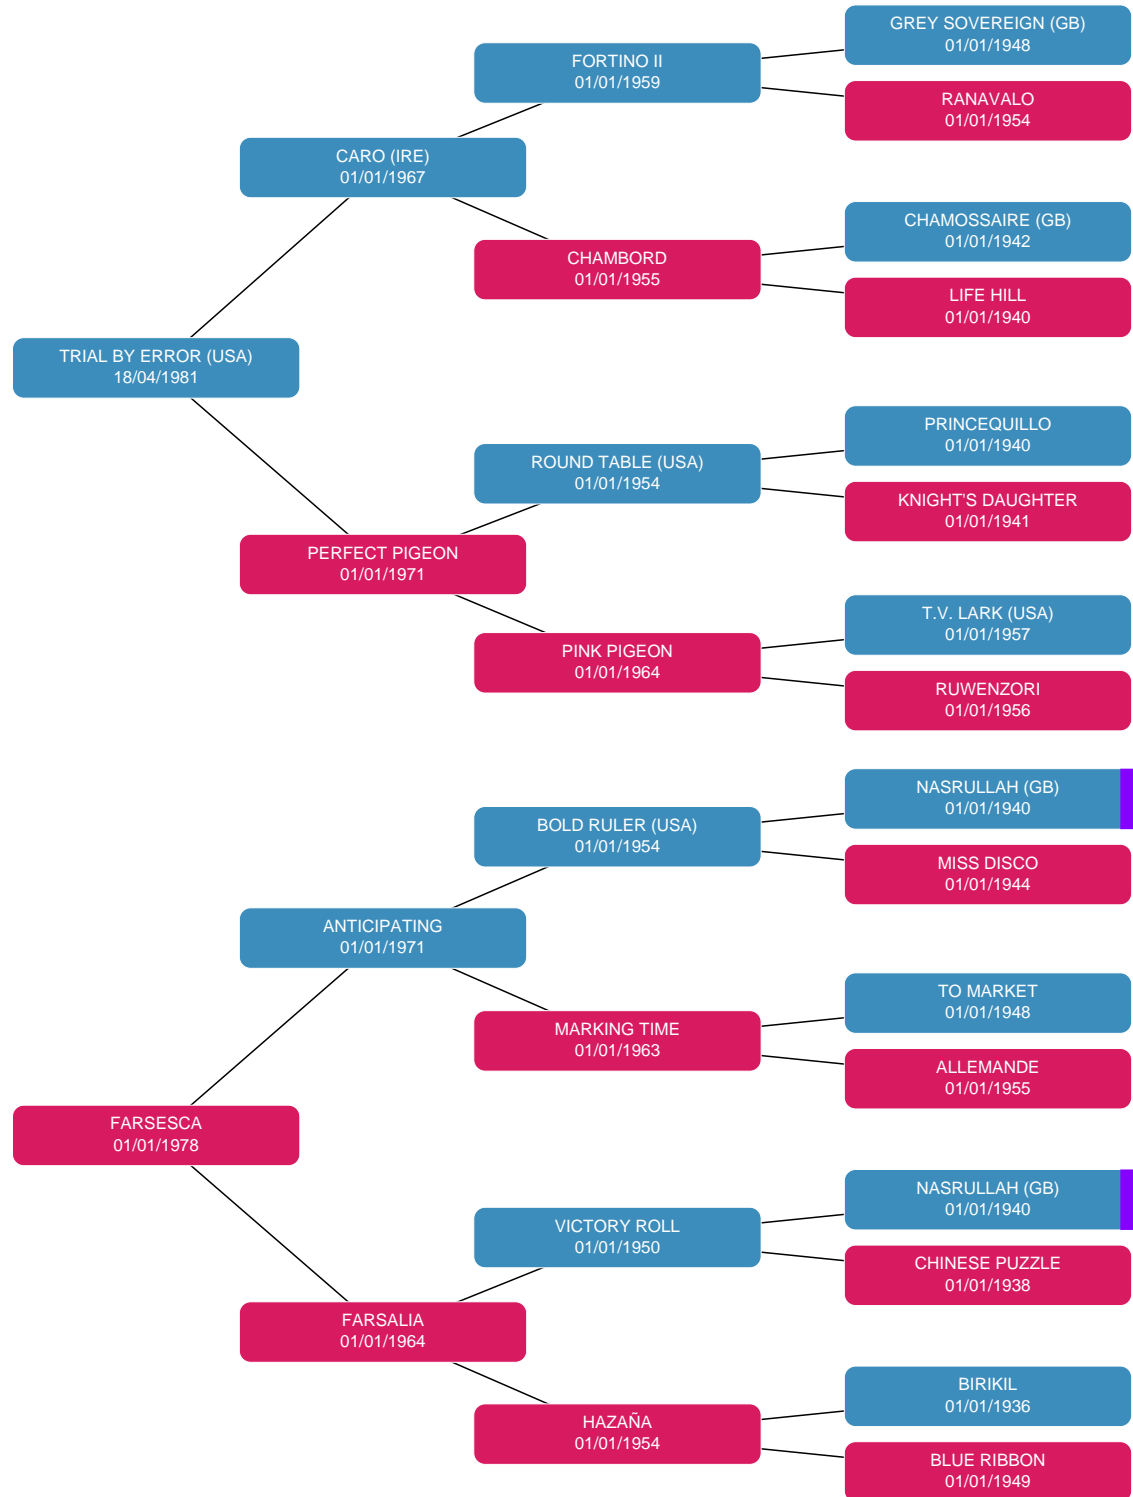 GREY SOVEREIGN (GB)
01/01/1948
FORTINO II
01/01/1959
RANAVALO
01/01/1954
CARO (IRE)
01/01/1967
CHAMOSSAIRE (GB)
01/01/1942
CHAMBORD
01/01/1955
LIFE HILL
01/01/1940
TRIAL BY ERROR (USA)
18/04/1981
PRINCEQUILLO
01/01/1940
ROUND TABLE (USA)
01/01/1954
KNIGHT'S DAUGHTER
01/01/1941
PERFECT PIGEON
01/01/1971
T.V. LARK (USA)
01/01/1957
PINK PIGEON
01/01/1964
RUWENZORI
01/01/1956
NASRULLAH (GB)
01/01/1940
BOLD RULER (USA)
01/01/1954
MISS DISCO
01/01/1944
ANTICIPATING
01/01/1971
TO MARKET
01/01/1948
MARKING TIME
01/01/1963
ALLEMANDE
01/01/1955
FARSESCA
01/01/1978
NASRULLAH (GB)
01/01/1940
VICTORY ROLL
01/01/1950
CHINESE PUZZLE
01/01/1938
FARSALIA
01/01/1964
BIRIKIL
01/01/1936
HAZAÑA
01/01/1954
BLUE RIBBON
01/01/1949